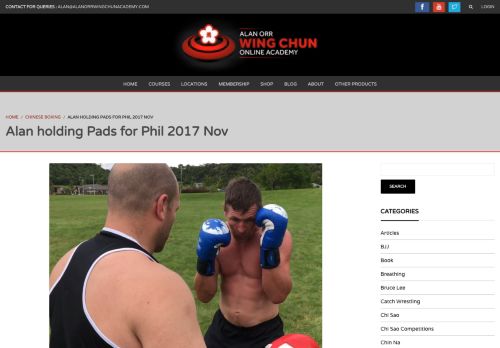 CONTACT FOR QUERIES : ALAN@ALANORRWINGCHUNACADEMY.COM
LOGIN
ALAN ORR
WING CHUN
ONLINE ACADEMY
HOME COURSES LOCATIONS MEMBERSHIP SHOP BLOG ABOUT OTHER PRODUCTS
HOME / CHINESE BOXING / ALAN HOLDING PADS FOR PHIL 2017 NOV
Alan holding Pads for Phil 2017 Nov
SEARCH
CATEGORIES
Articles
BJJ
Book
Breathing
Bruce Lee
Catch Wrestling
Chi Sao
Chi Sao Competitions
Chin Na